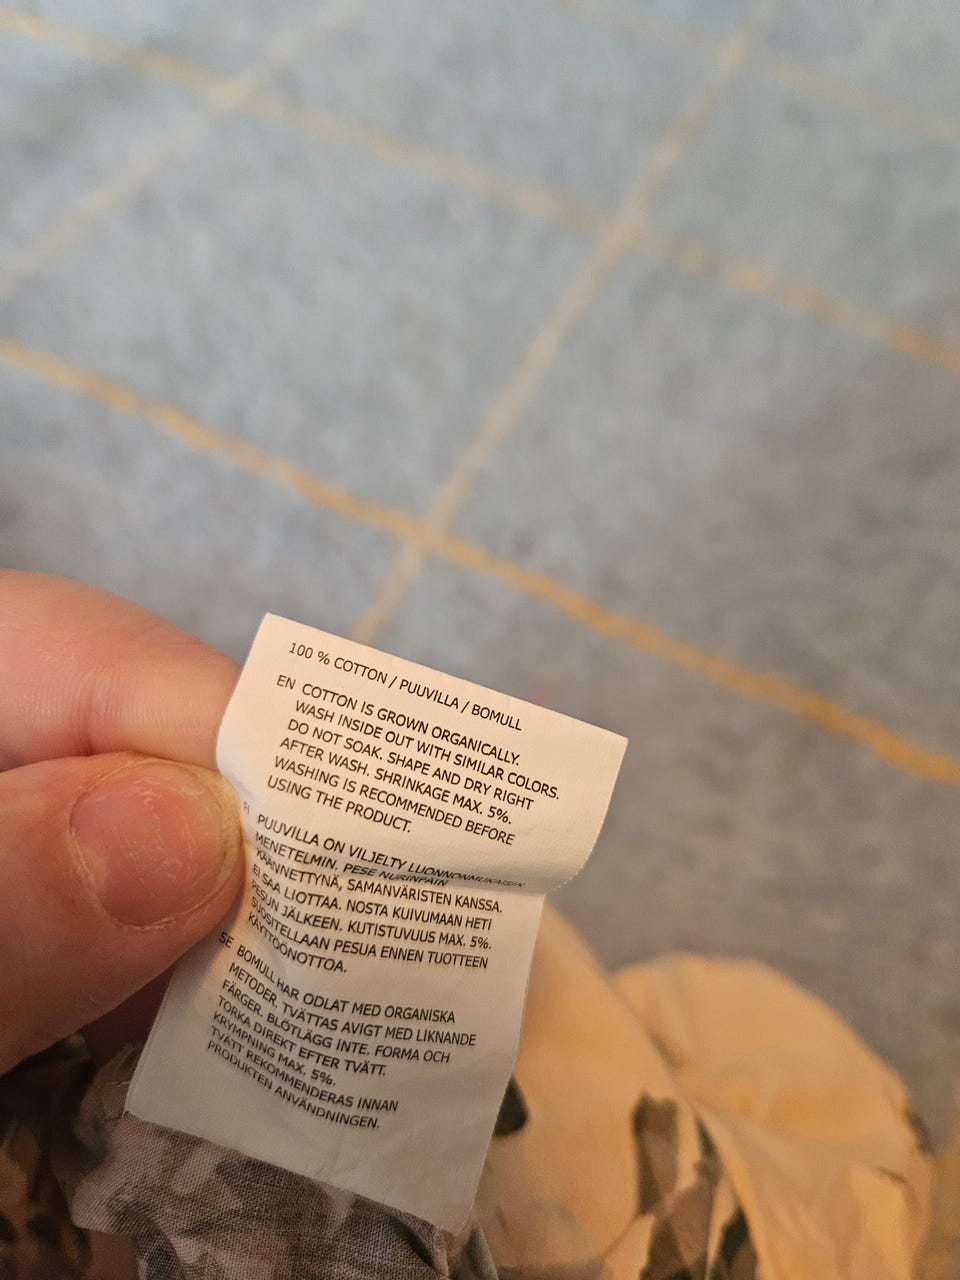 100 % COTTON / PUUVILLA / BOMULL
EN COTTON IS GROWN ORGANICALLY.
WASH INSIDE OUT WITH SIMILAR COLORS.
DO NOT SOAK. SHAPE AND DRY RIGHT
AFTER WASH. SHRINKAGE MAX. 5%.
WASHING IS RECOMMENDED BEFORE
USING THE PRODUCT.
FI PUUVILLA ON VILJELTY LUONNONMUKAISIN
MENETELMIN. PESE NURINPÄIN
KÄÄNNETTYNÄ, SAMANVÄRISTEN KANSSA.
EI SAA LIOTTAA. NOSTA KUIVUMAAN HETI
PESUN JÄLKEEN. KUTISTUVUUS MAX. 5%.
SUOSITELLAAN PESUA ENNEN TUOTTEEN
KÄYTTÖÖNOTTOA.
SE BOMULL HAR ODLAT MED ORGANISKA
METODER. TVÄTTAS AVIGT MED LIKNANDE
FÄRGER. BLÖTLÄGG INTE. FORMA OCH
TORKA DIREKT EFTER TVÄTT.
KRYMPNING MAX. 5%.
TVÄTT REKOMMENDERAS INNAN
PRODUKTEN ANVÄNDNINGEN.